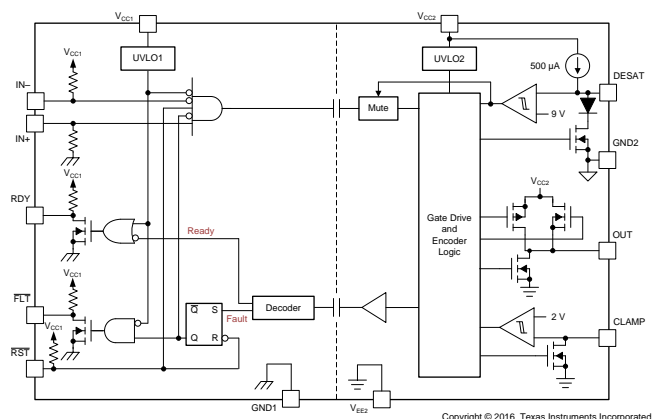 VCC1
VCC2
UVLO1
UVLO2
500 µA
VCC1
IN–
IN+
Mute
DESAT
9 V
GND2
VCC1
RDY
Ready
Gate Drive
and
Encoder
Logic
VCC2
OUT
VCC1
FLT
VCC1
RST
Q S
Fault
Q R
Decoder
2 V
CLAMP
GND1
VEE2
Copyright © 2016, Texas Instruments Incorporated